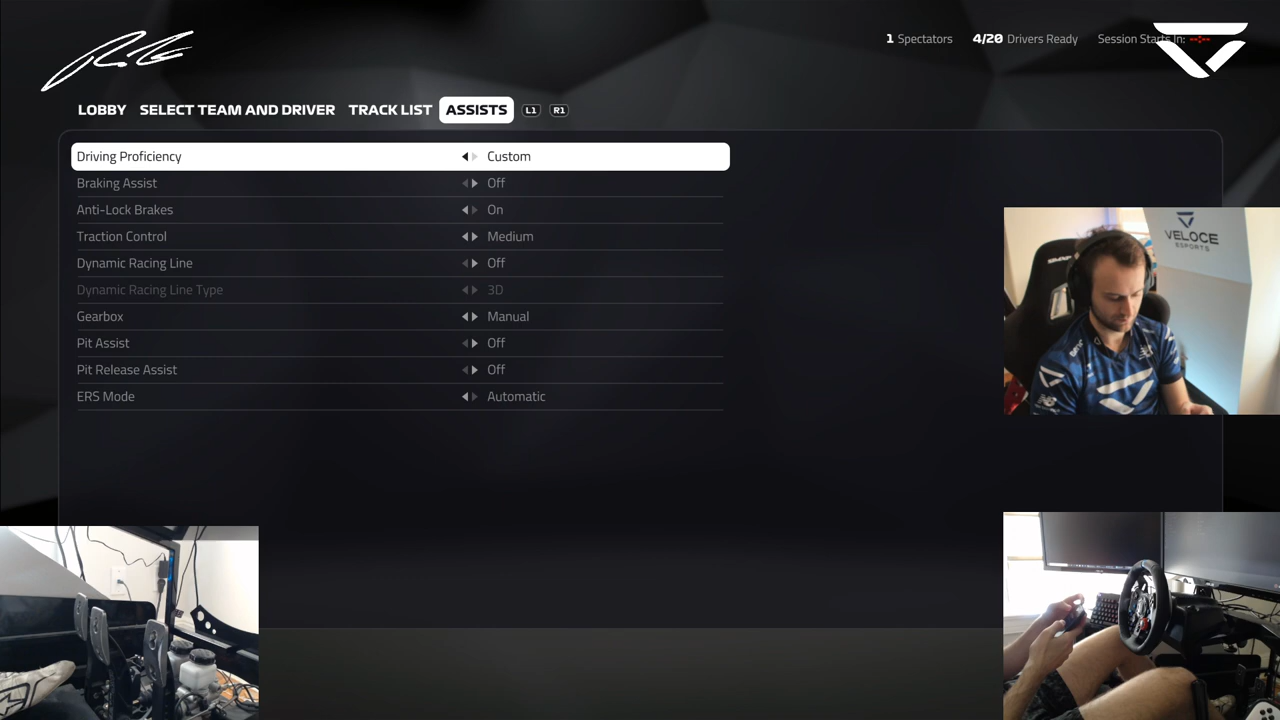 1 Spectators 4/20 Drivers Ready Session Starts In: --:--
LOBBY SELECT TEAM AND DRIVER TRACK LIST ASSISTS L1 R1
Driving Proficiency Custom
Braking Assist Off
Anti-Lock Brakes On
Traction Control Medium
Dynamic Racing Line Off
Dynamic Racing Line Type 3D
Gearbox Manual
Pit Assist Off
Pit Release Assist Off
ERS Mode Automatic
VELOCE
ESPORTS